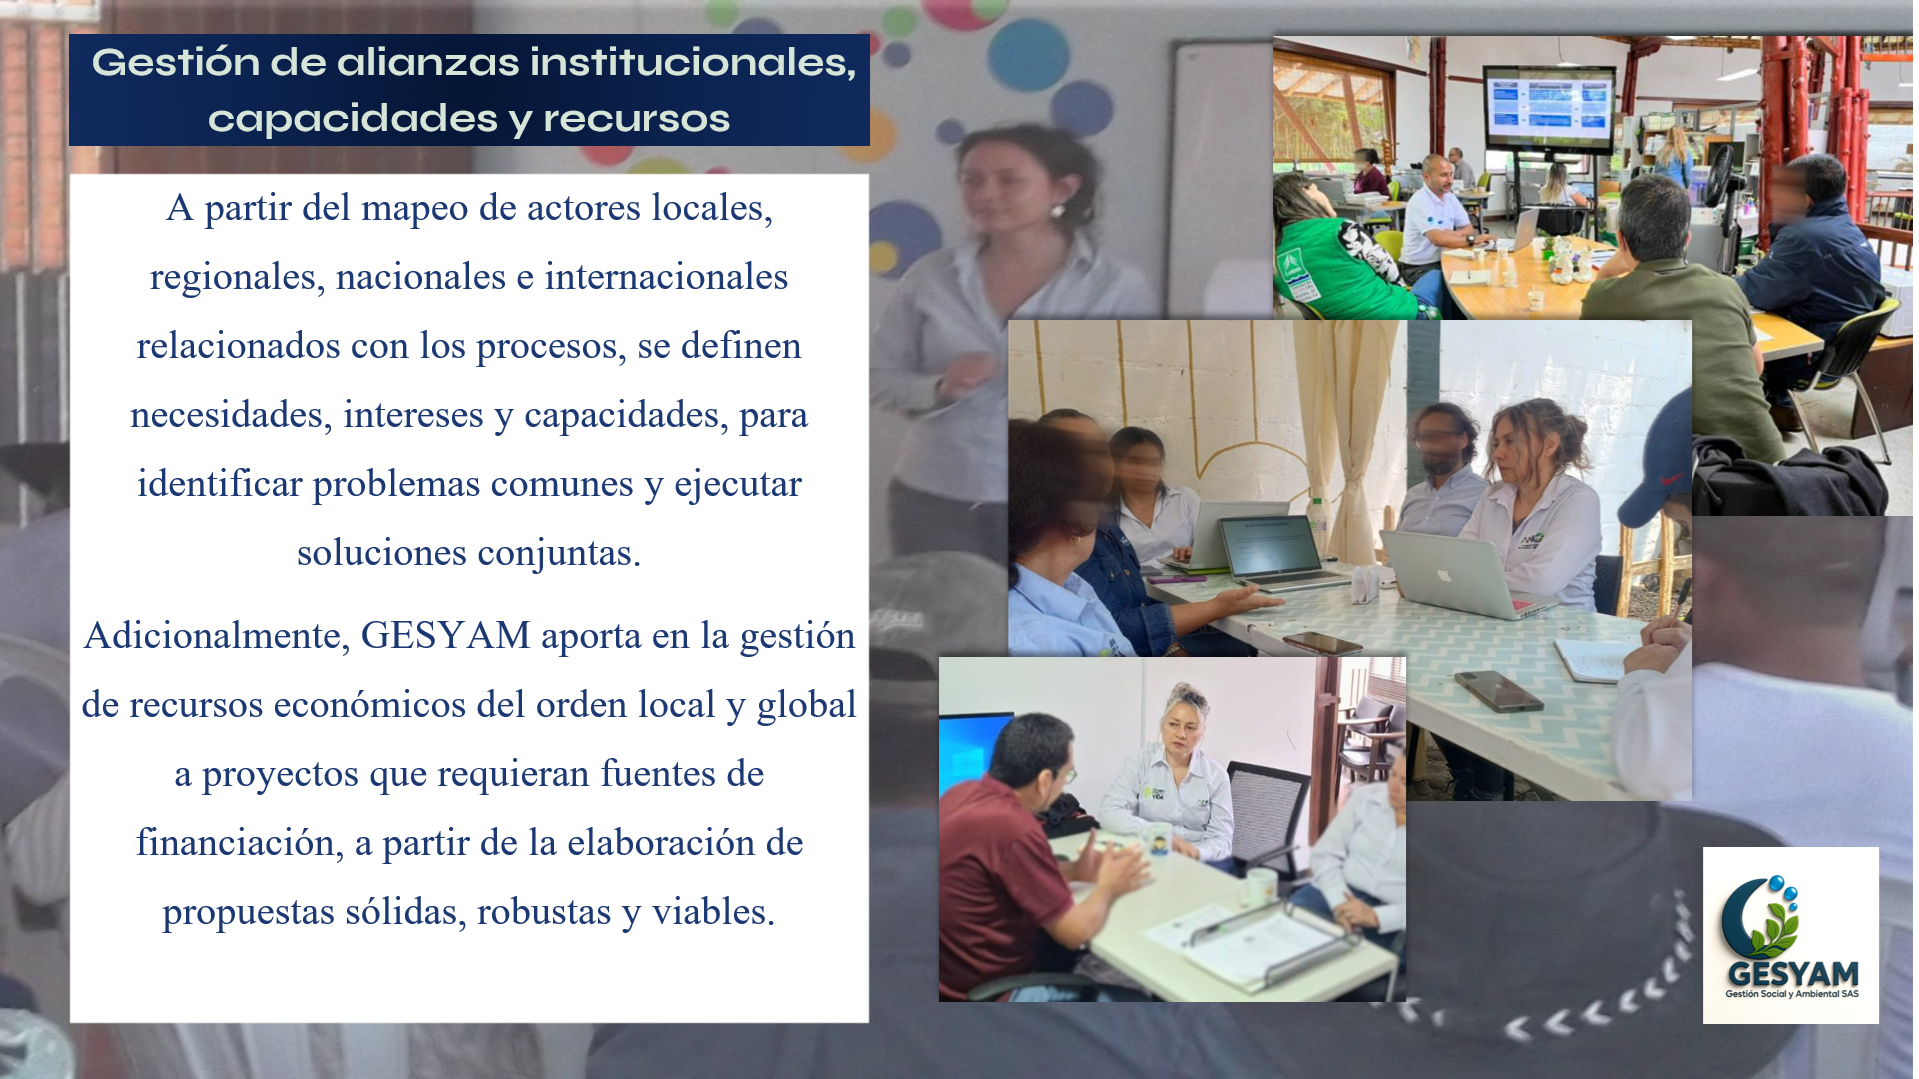 Gestión de alianzas institucionales,
capacidades y recursos
A partir del mapeo de actores locales,
regionales, nacionales e internacionales
relacionados con los procesos, se definen
necesidades, intereses y capacidades, para
identificar problemas comunes y ejecutar
soluciones conjuntas.
Adicionalmente, GESYAM aporta en la gestión
de recursos económicos del orden local y global
a proyectos que requieran fuentes de
financiación, a partir de la elaboración de
propuestas sólidas, robustas y viables.
VIDA
GESYAM
Gestión Social y Ambiental SAS